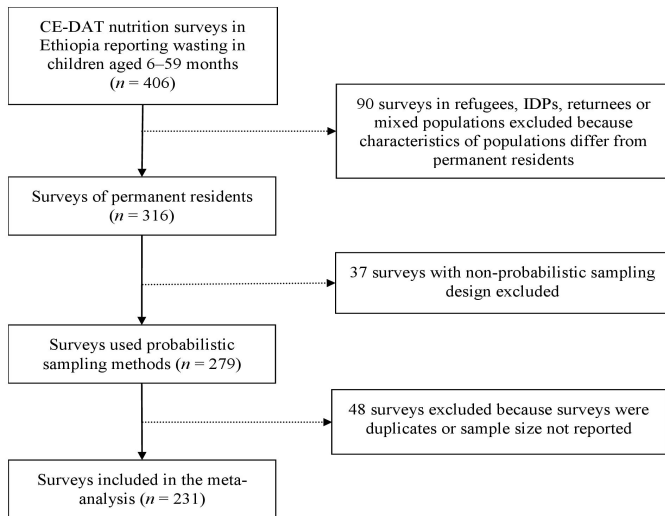 CE-DAT nutrition surveys in
Ethiopia reporting wasting in
children aged 6–59 months
(n = 406)
90 surveys in refugees, IDPs, returnees or
mixed populations excluded because
characteristics of populations differ from
permanent residents
Surveys of permanent residents
(n = 316)
37 surveys with non-probabilistic sampling
design excluded
Surveys used probabilistic
sampling methods (n = 279)
48 surveys excluded because surveys were
duplicates or sample size not reported
Surveys included in the meta-
analysis (n = 231)